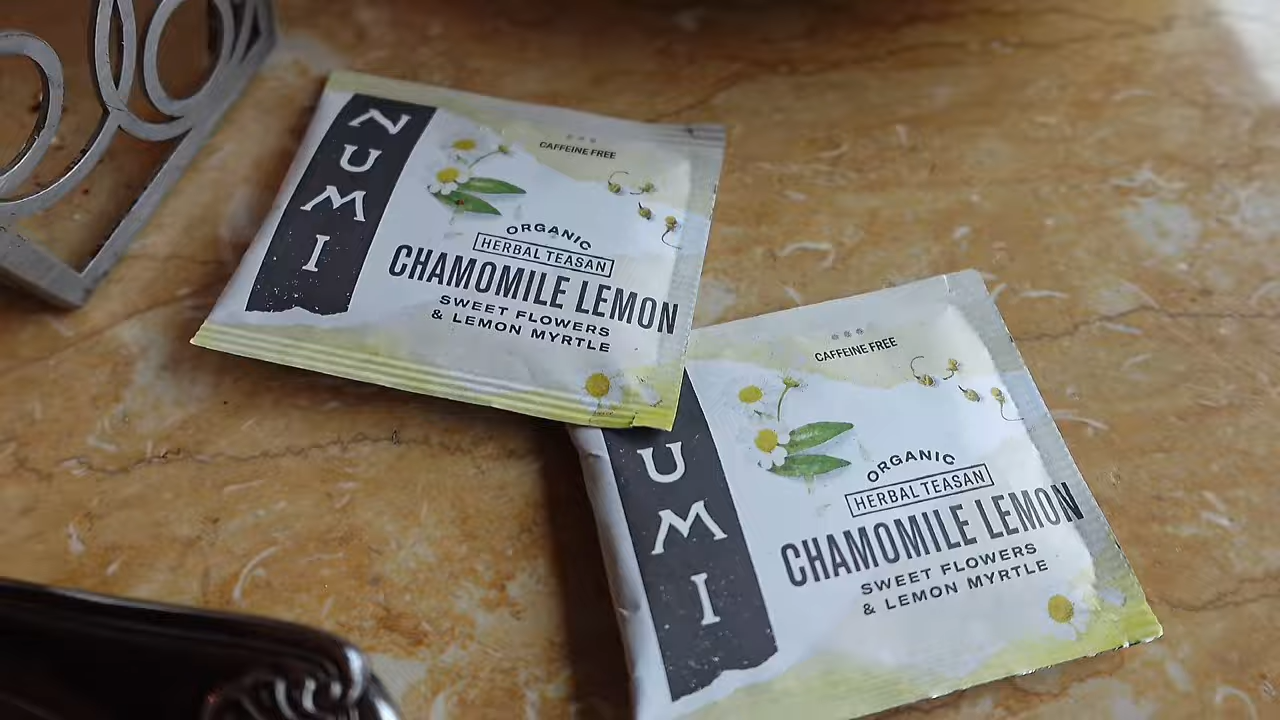 NUMI
CAFFEINE FREE
ORGANIC
HERBAL TEASAN
CHAMOMILE LEMON
SWEET FLOWERS
& LEMON MYRTLE
UMI
CAFFEINE FREE
ORGANIC
HERBAL TEASAN
CHAMOMILE LEMON
SWEET FLOWERS
& LEMON MYRTLE